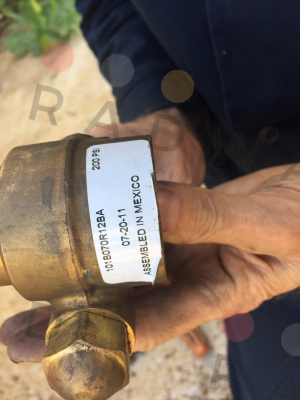 200 PSI
101B070R12BA
07-20-11
ASSEMBLED IN MEXICO